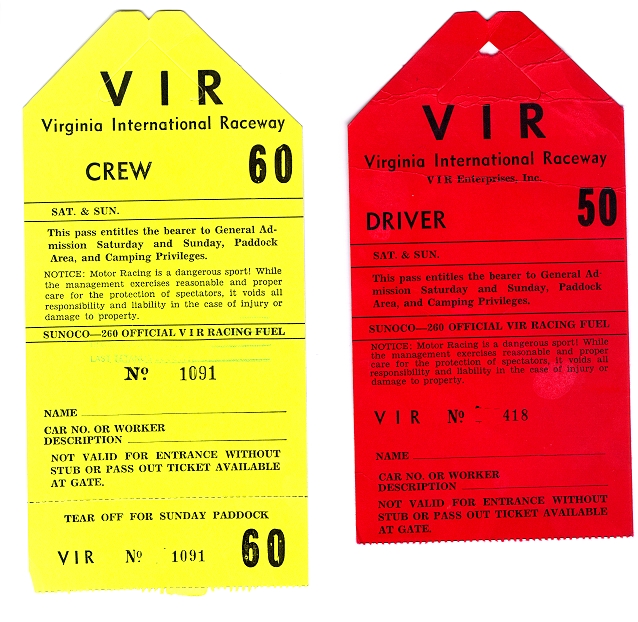 VIR
Virginia International Raceway
CREW 60
SAT. & SUN.
This pass entitles the bearer to General Ad-
mission Saturday and Sunday, Paddock
Area, and Camping Privileges.
NOTICE: Motor Racing is a dangerous sport! While
the management exercises reasonable and proper
care for the protection of spectators, it voids all
responsibility and liability in the case of injury or
damage to property.
SUNOCO—260 OFFICIAL V I R RACING FUEL
Nº 1091
NAME
CAR NO. OR WORKER
DESCRIPTION
NOT VALID FOR ENTRANCE WITHOUT
STUB OR PASS OUT TICKET AVAILABLE
AT GATE.
TEAR OFF FOR SUNDAY PADDOCK
VIR Nº 1091 60
VIR
Virginia International Raceway
VIR Enterprises, Inc.
DRIVER 50
SAT. & SUN.
This pass entitles the bearer to General Ad
mission Saturday and Sunday, Paddock
Area, and Camping Privileges.
SUNOCO—260 OFFICIAL VIR RACING FUEL
NOTICE: Motor Racing is a dangerous sport! While
the management exercises reasonable and proper
care for the protection of spectators, it voids all
responsibility and liability in the case of injury or
damage to property.
VIR Nº 418
NAME
CAR NO. OR WORKER
DESCRIPTION
NOT VALID FOR ENTRANCE WITHOUT
STUB OR PASS OUT TICKET AVAILABLE
AT GATE.